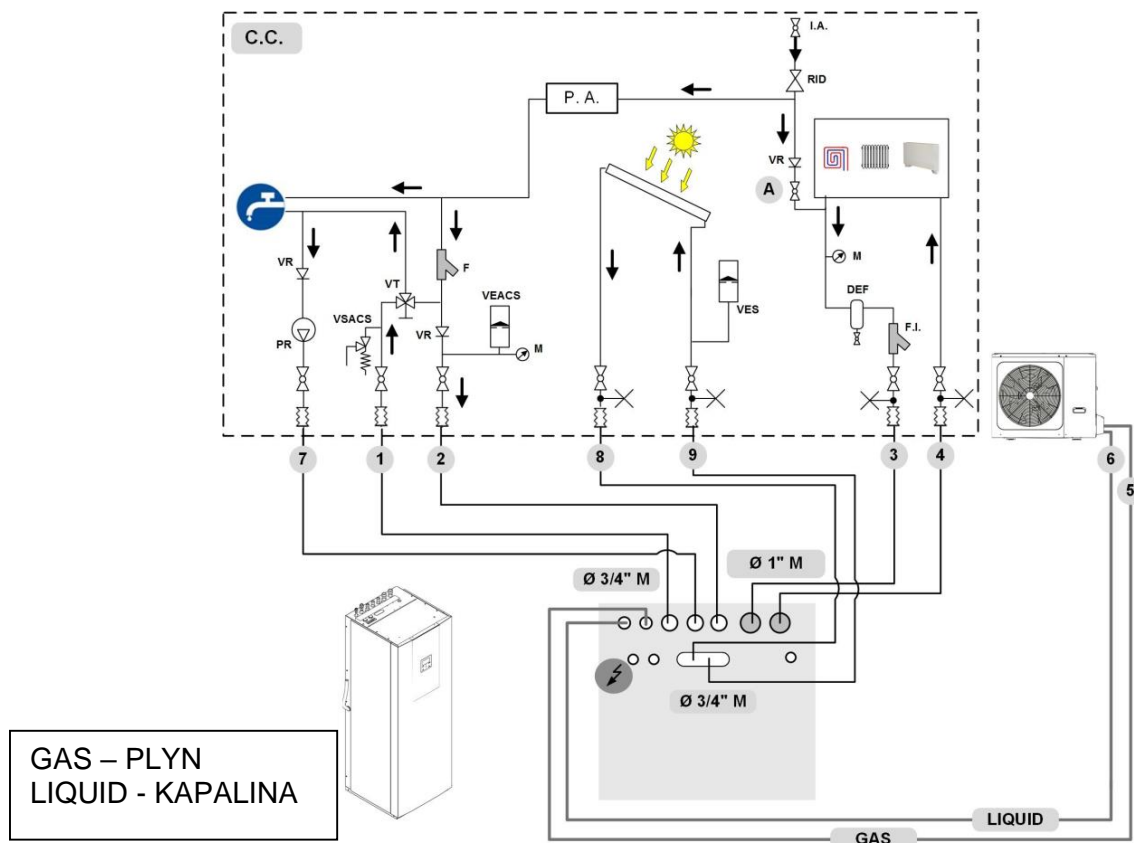 C.C.
I.A.
RID
P. A.
VR
A
M
VR
VT
F
VEACS
VSACS
VES
DEF
PR
VR
M
F.I.
7
1
2
8
9
3
4
6
5
Ø 3/4" M
Ø 1" M
Ø 3/4" M
GAS – PLYN
LIQUID - KAPALINA
LIQUID
GAS